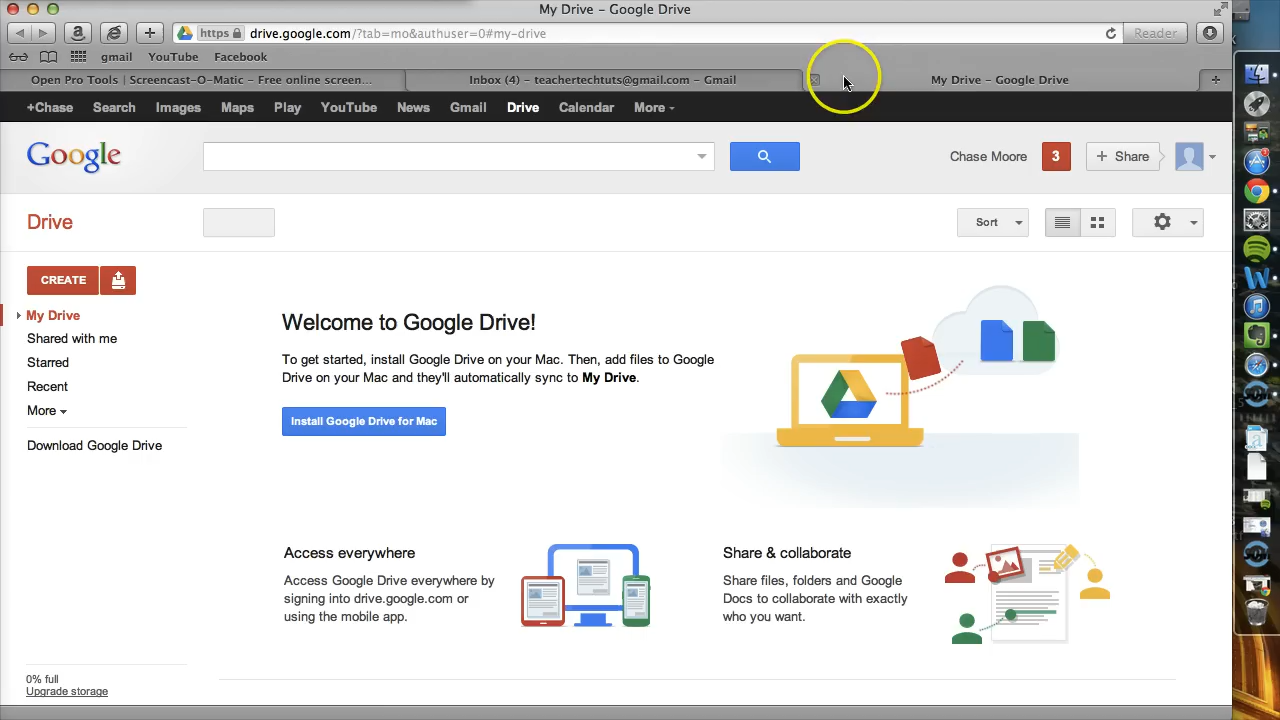 My Drive – Google Drive
https drive.google.com/?tab=mo&authuser=0#my-drive
Reader
gmail YouTube Facebook
Open Pro Tools | Screencast-O-Matic – Free online screen...
Inbox (4) – teachertechtuts@gmail.com – Gmail
My Drive – Google Drive
+Chase Search Images Maps Play YouTube News Gmail Drive Calendar More
Google
Chase Moore 3 + Share
Drive
Sort
CREATE
My Drive
Shared with me
Starred
Recent
More
Download Google Drive
Welcome to Google Drive!
To get started, install Google Drive on your Mac. Then, add files to Google
Drive on your Mac and they'll automatically sync to My Drive.
Install Google Drive for Mac
Access everywhere
Access Google Drive everywhere by
signing into drive.google.com or
using the mobile app.
Share & collaborate
Share files, folders and Google
Docs to collaborate with exactly
who you want.
0% full
Upgrade storage